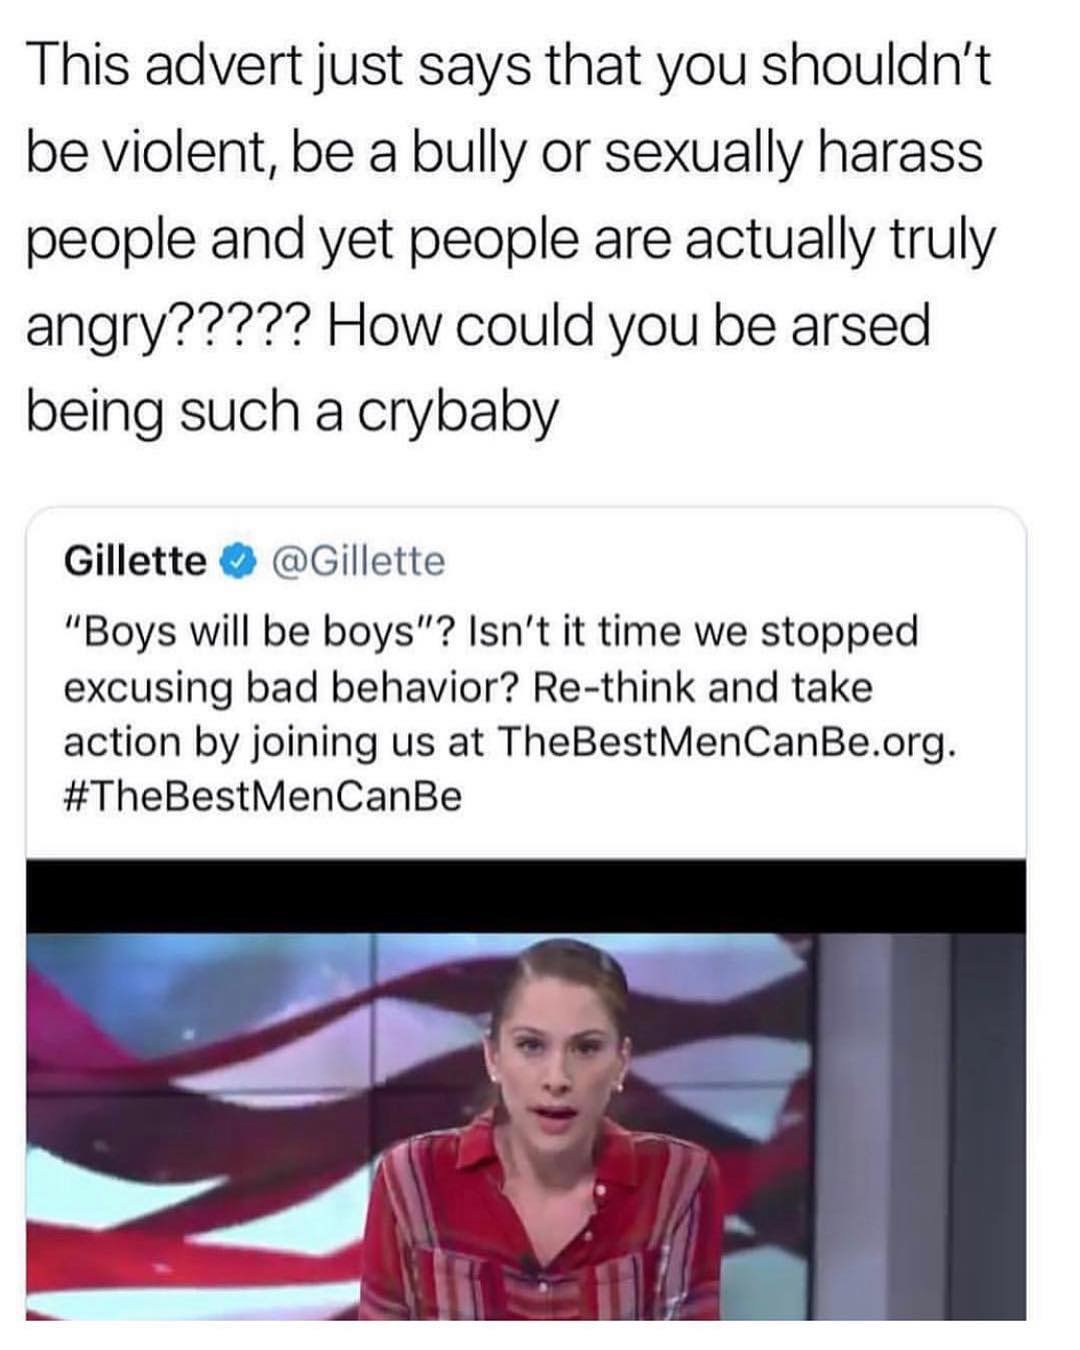 This advert just says that you shouldn't
be violent, be a bully or sexually harass
people and yet people are actually truly
angry????? How could you be arsed
being such a crybaby
Gillette @Gillette
"Boys will be boys"? Isn't it time we stopped
excusing bad behavior? Re-think and take
action by joining us at TheBestMenCanBe.org.
#TheBestMenCanBe